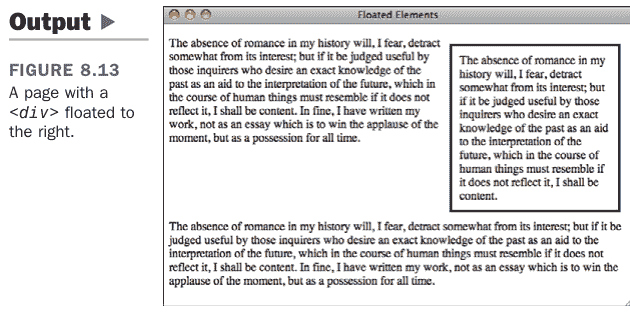 Output ▶
FIGURE 8.13
A page with a
<div> floated to
the right.
Floated Elements
The absence of romance in my history will, I fear, detract
somewhat from its interest; but if it be judged useful by
those inquirers who desire an exact knowledge of the
past as an aid to the interpretation of the future, which in
the course of human things must resemble if it does not
reflect it, I shall be content. In fine, I have written my
work, not as an essay which is to win the applause of the
moment, but as a possession for all time.
The absence of romance in my
history will, I fear, detract
somewhat from its interest; but
if it be judged useful by those
inquirers who desire an exact
knowledge of the past as an aid
to the interpretation of the
future, which in the course of
human things must resemble if
it does not reflect it, I shall be
content.
The absence of romance in my history will, I fear, detract somewhat from its interest; but if it be
judged useful by those inquirers who desire an exact knowledge of the past as an aid to the
interpretation of the future, which in the course of human things must resemble if it does not
reflect it, I shall be content. In fine, I have written my work, not as an essay which is to win the
applause of the moment, but as a possession for all time.